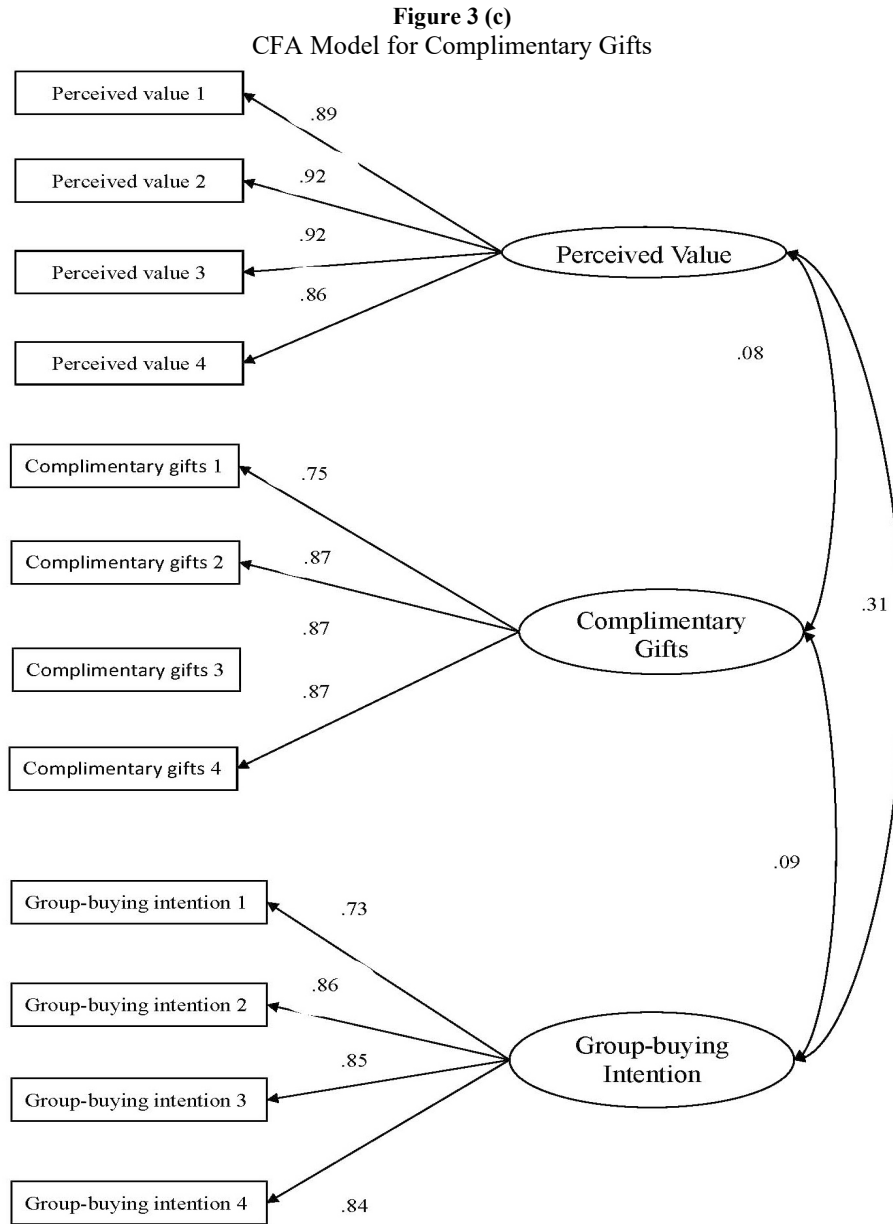 Figure 3 (c)
CFA Model for Complimentary Gifts
Perceived value 1
.89
Perceived value 2
.92
.92
Perceived value 3
Perceived Value
.86
Perceived value 4
.08
Complimentary gifts 1
.75
Complimentary gifts 2
.87
.31
Complimentary
Gifts
.87
Complimentary gifts 3
.87
Complimentary gifts 4
.09
Group-buying intention 1
.73
Group-buying intention 2
.86
Group-buying
Intention
.85
Group-buying intention 3
Group-buying intention 4
.84